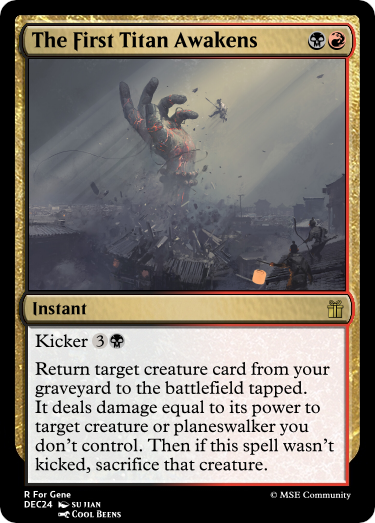 The First Titan Awakens
Instant
Kicker 3
Return target creature card from your
graveyard to the battlefield tapped.
It deals damage equal to its power to
target creature or planeswalker you
don't control. Then if this spell wasn't
kicked, sacrifice that creature.
R For Gene
DEC24 SU JIAN
Cool Beens
© MSE Community